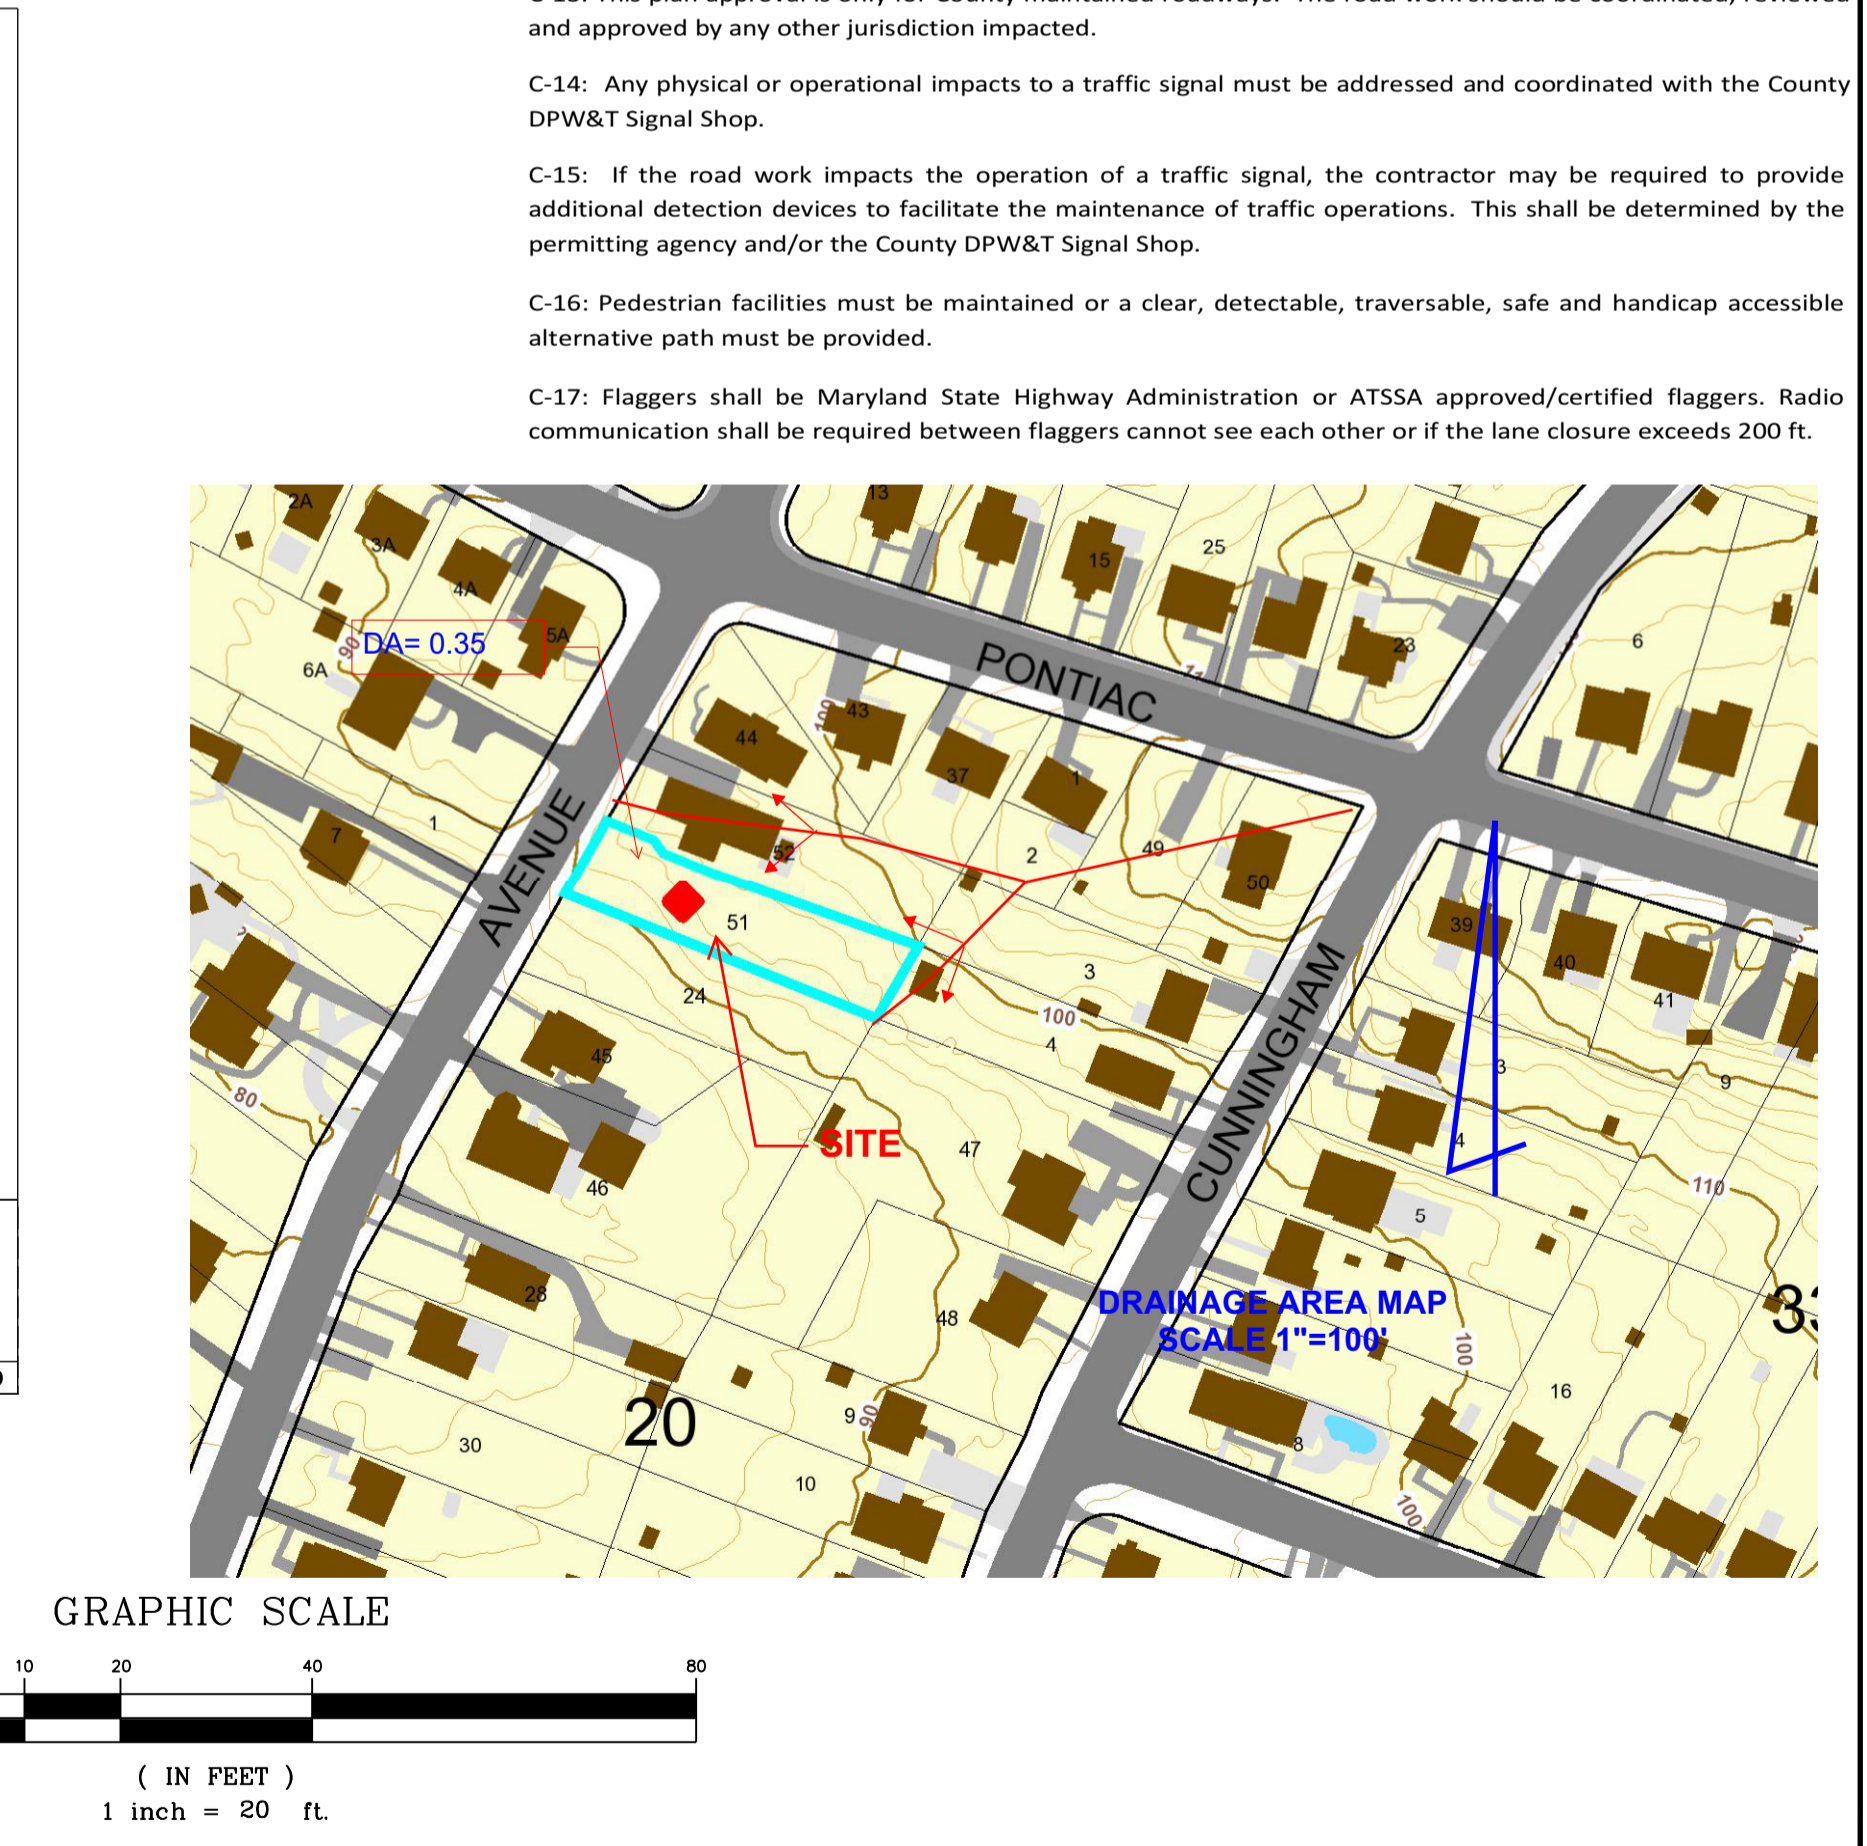 and approved by any other jurisdiction impacted.
C-14: Any physical or operational impacts to a traffic signal must be addressed and coordinated with the County
DPW&T Signal Shop.
C-15: If the road work impacts the operation of a traffic signal, the contractor may be required to provide
additional detection devices to facilitate the maintenance of traffic operations. This shall be determined by the
permitting agency and/or the County DPW&T Signal Shop.
C-16: Pedestrian facilities must be maintained or a clear, detectable, traversable, safe and handicap accessible
alternative path must be provided.
C-17: Flaggers shall be Maryland State Highway Administration or ATSSA approved/certified flaggers. Radio
communication shall be required between flaggers cannot see each other or if the lane closure exceeds 200 ft.
2A
13
3A
15
25
4A
5A
DA= 0.35
90
6A
23
6
PONTIAC
44
100
43
37
1
7
1
AVENUE
52
2
49
50
51
39
40
41
3
24
100
4
CUNNINGHAM
45
3
9
80
SITE
47
4
46
110
5
28
48
DRAINAGE AREA MAP
SCALE 1"=100'
100
16
20
9
90
30
8
10
100
GRAPHIC SCALE
10
20
40
80
( IN FEET )
1 inch = 20 ft.